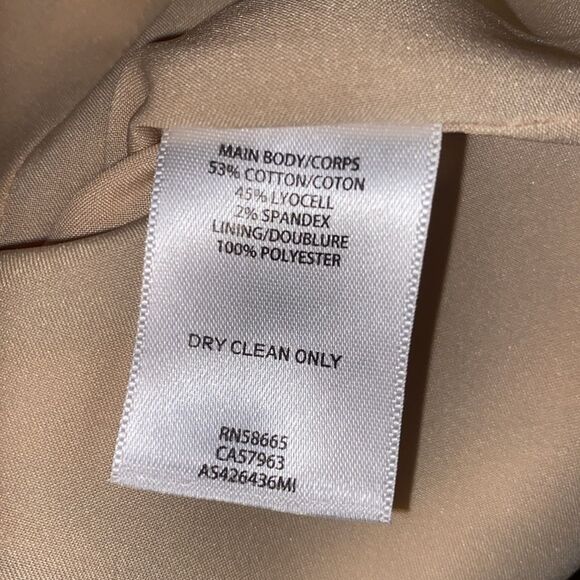 MAIN BODY/CORPS
53% COTTON/COTON
45% LYOCELL
2% SPANDEX
LINING/DOUBLURE
100% POLYESTER
DRY CLEAN ONLY
RN58665
CA57963
AS426436MI